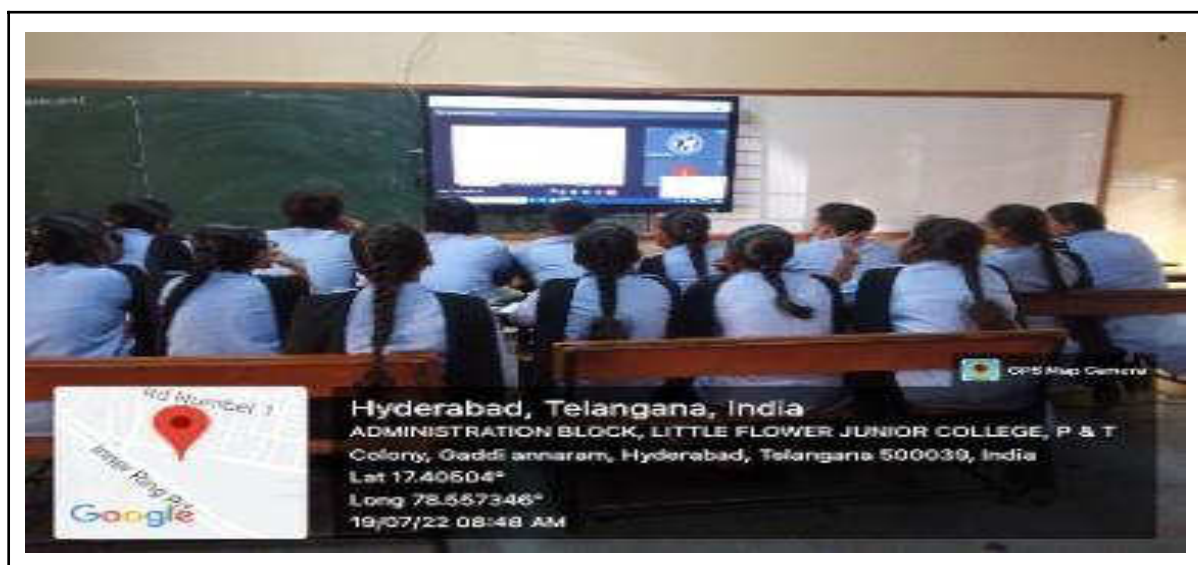 GPS Map Camera
Rd Number 1
Inner Ring Rd
Google
Hyderabad, Telangana, India
ADMINISTRATION BLOCK, LITTLE FLOWER JUNIOR COLLEGE, P & T
Colony, Gaddi annaram, Hyderabad, Telangana 500039, India
Lat 17.40504°
Long 78.557346°
19/07/22 08:48 AM